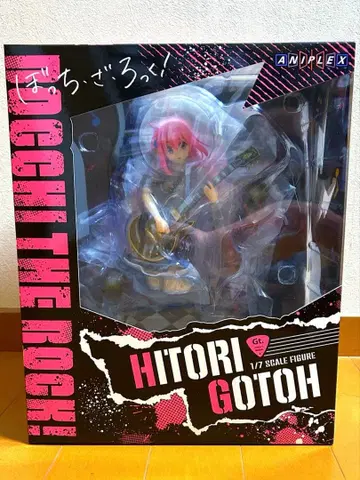 ぼっち・ざ・ろっく!
ANIPLEX
BOCCHI THE ROCK!
HITORI
Gt.
1/7 SCALE FIGURE
GOTOH